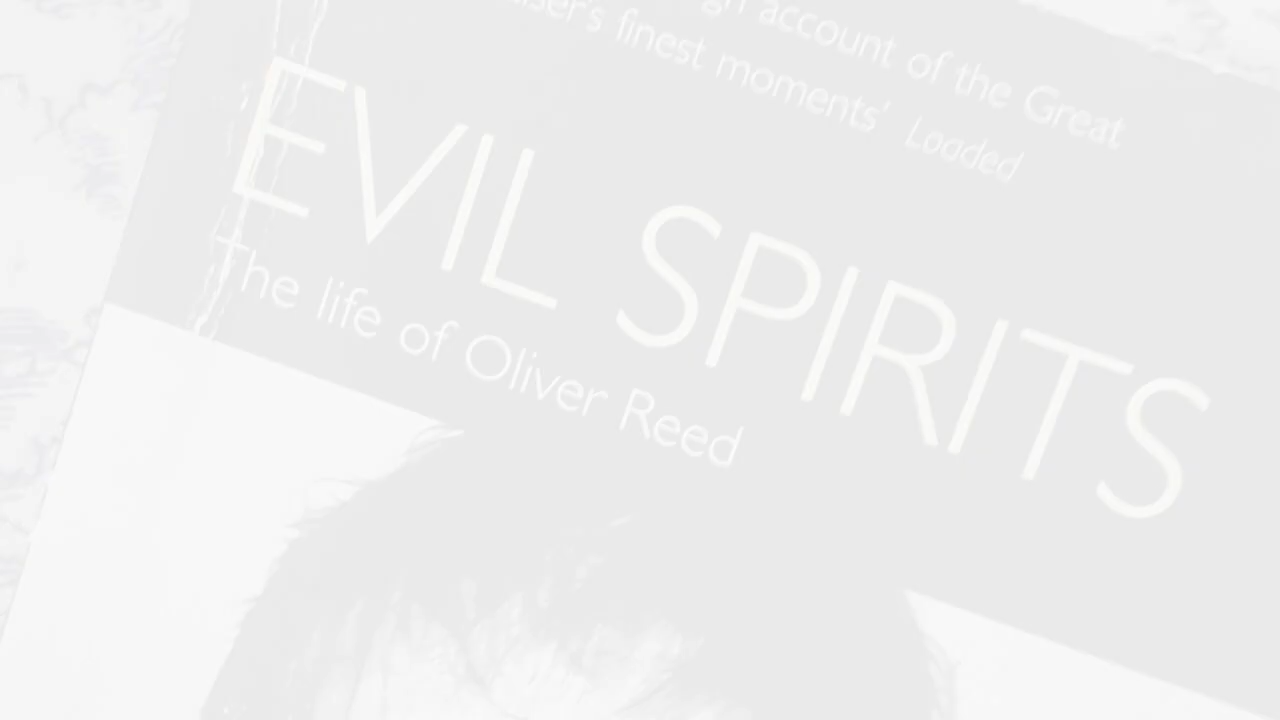 account of the Great
finest moments' Loaded
EVIL SPIRITS
The life of Oliver Reed